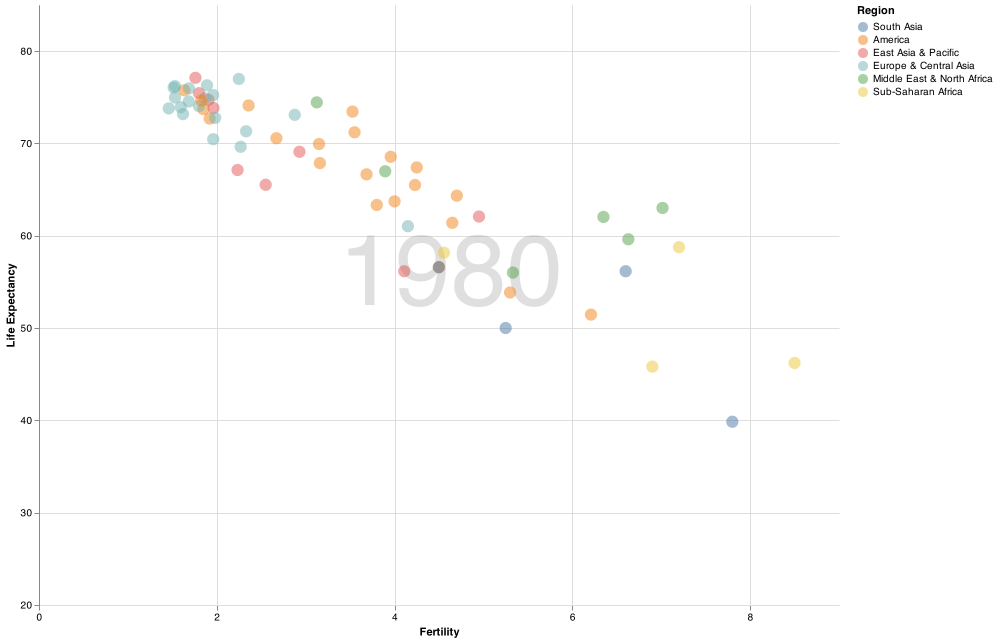 Region
South Asia
America
East Asia & Pacific
Europe & Central Asia
Middle East & North Africa
Sub-Saharan Africa
Life Expectancy
80
70
60
50
40
30
20
1980
0
2
4
6
8
Fertility